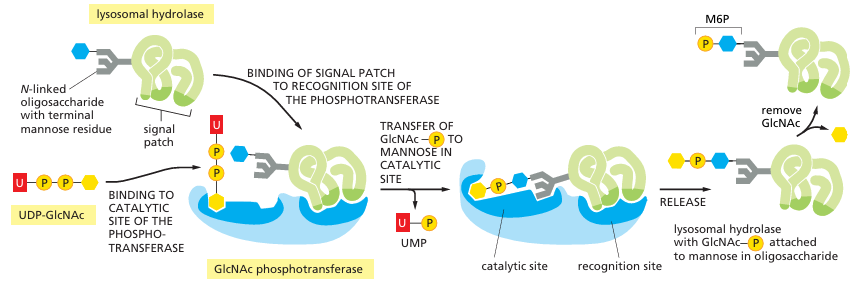 lysosomal hydrolase
N-linked
oligosaccharide
with terminal
mannose residue
signal
patch
BINDING OF SIGNAL PATCH
TO RECOGNITION SITE OF
THE PHOSPHOTRANSFERASE
U
P
P
U P P
UDP-GlcNAc
BINDING TO
CATALYTIC
SITE OF THE
PHOSPHO-
TRANSFERASE
GlcNAc phosphotransferase
TRANSFER OF
GlcNAc P TO
MANNOSE IN
CATALYTIC
SITE
U P
UMP
P
catalytic site
recognition site
RELEASE
M6P
P
remove
GlcNAc
P
lysosomal hydrolase
with GlcNAc P attached
to mannose in oligosaccharide